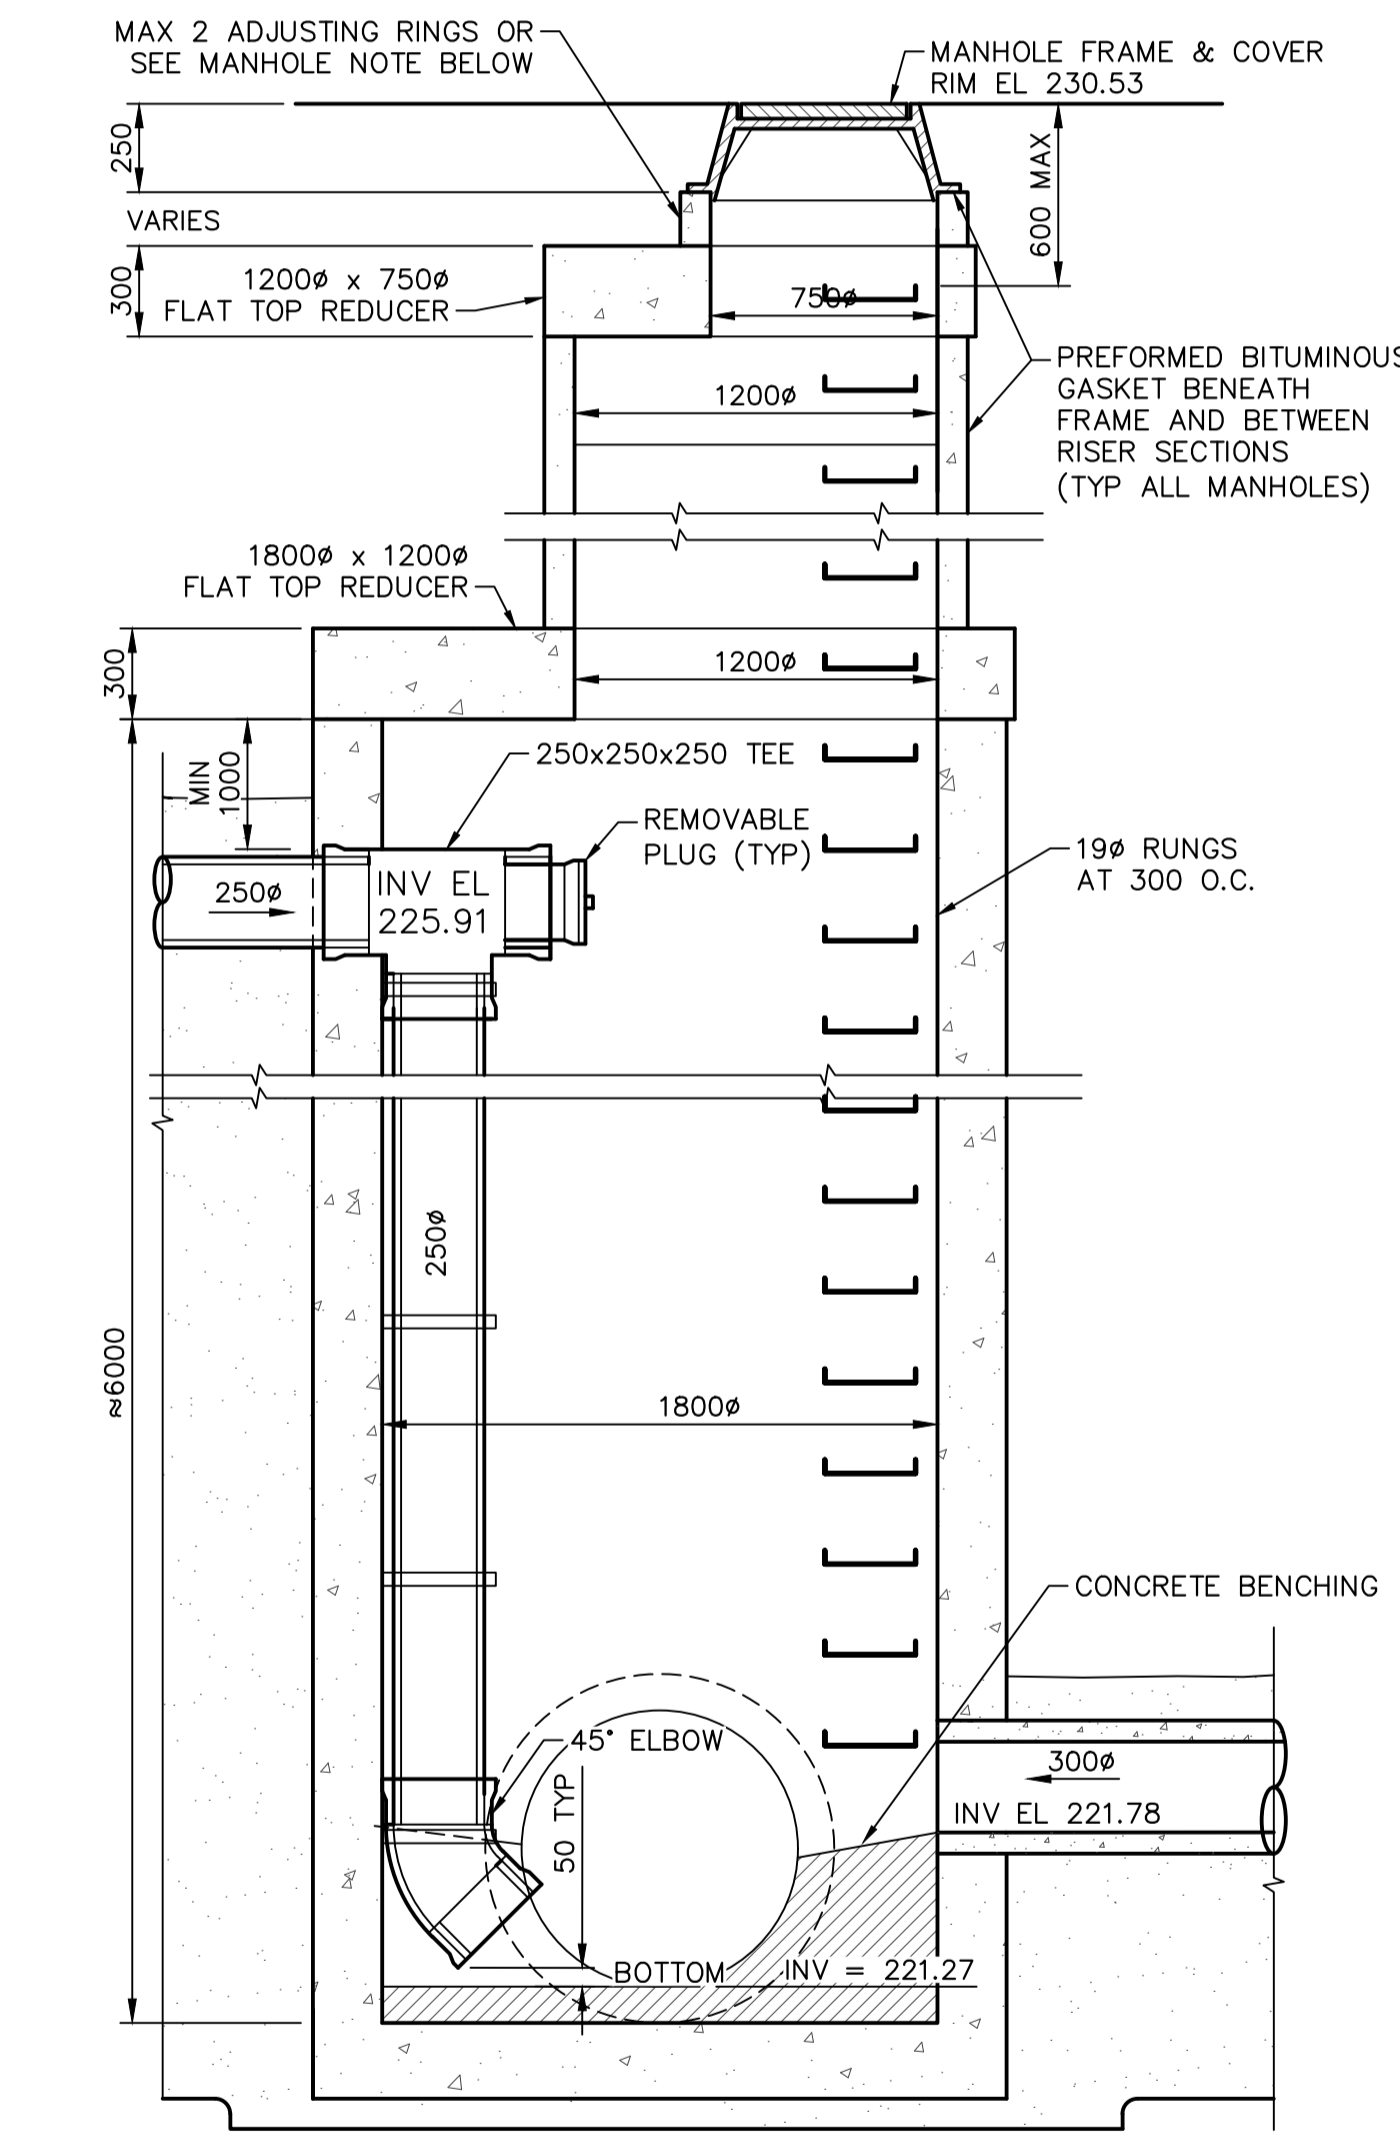 MAX 2 ADJUSTING RINGS OR
SEE MANHOLE NOTE BELOW
MANHOLE FRAME & COVER
RIM EL 230.53
250
600 MAX
VARIES
300
1200ø x 750ø
FLAT TOP REDUCER
750ø
PREFORMED BITUMINOUS
GASKET BENEATH
FRAME AND BETWEEN
RISER SECTIONS
(TYP ALL MANHOLES)
1200ø
1800ø x 1200ø
FLAT TOP REDUCER
300
1200ø
MIN
1000
250x250x250 TEE
REMOVABLE
PLUG (TYP)
19ø RUNGS
AT 300 O.C.
250ø
INV EL
225.91
250ø
≈6000
1800ø
CONCRETE BENCHING
45° ELBOW
50 TYP
300ø
INV EL 221.78
BOTTOM INV = 221.27